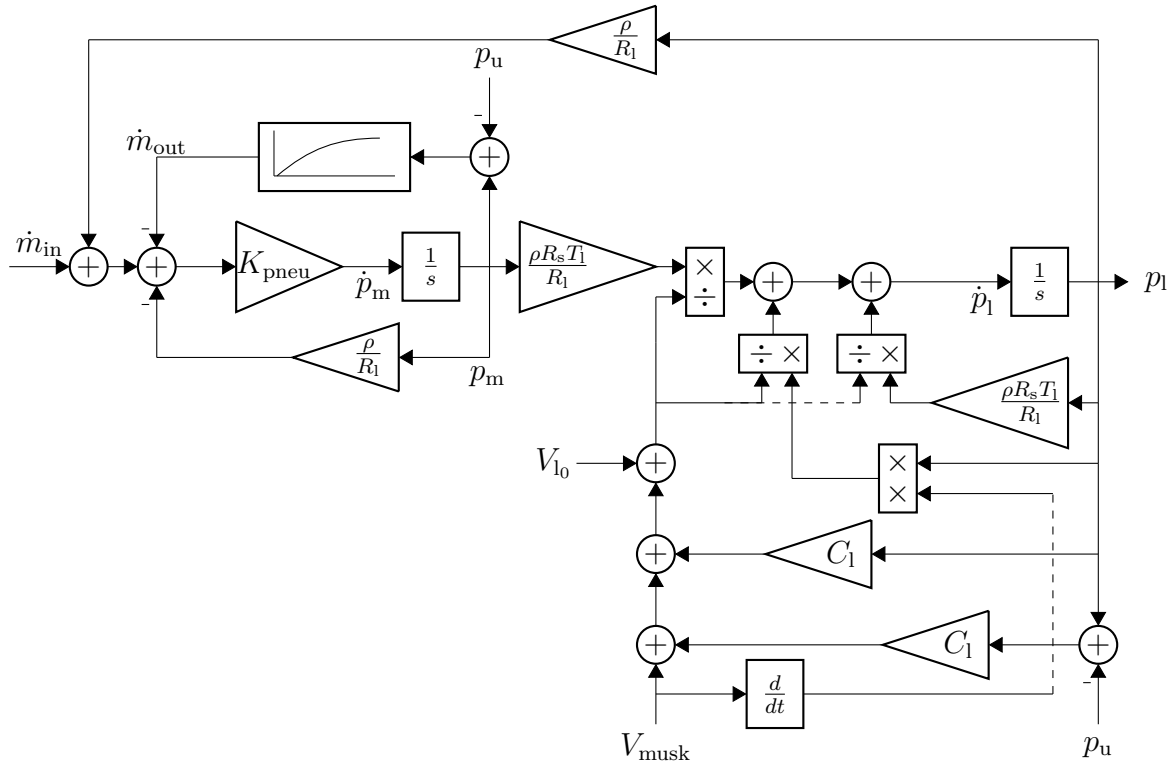 ρ/R_l
p_u
-
ṁ_out
-
+
ṁ_in
+
+
K_pneu
ṗ_m
1/s
ρR_sT_l/R_l
×
÷
+
+
ṗ_l
1/s
p_l
-
ρ/R_l
p_m
÷ ×
÷ ×
ρR_sT_l/R_l
V_l₀
+
×
×
+
C_l
+
C_l
+
-
d/dt
V_musk
p_u